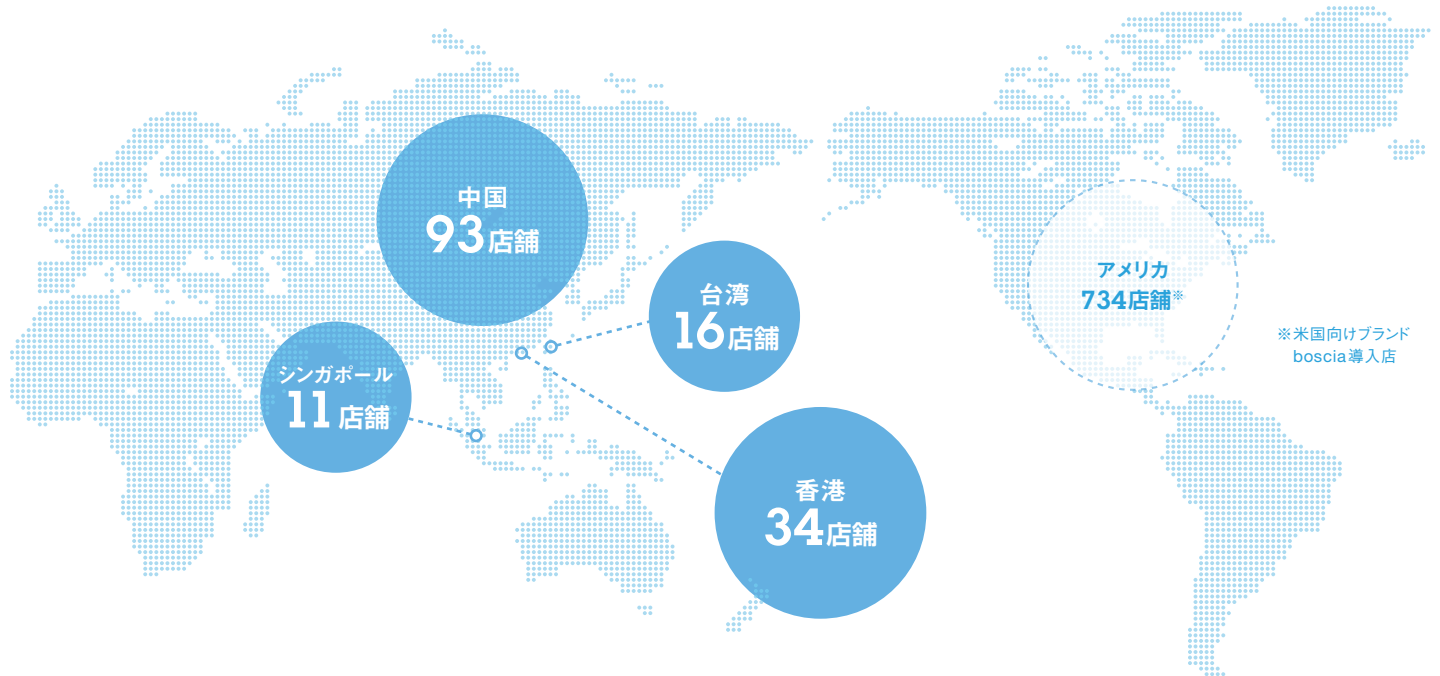 中国
93店舗
台湾
16店舗
シンガポール
11店舗
香港
34店舗
アメリカ
734店舗※
※米国向けブランド
boscia導入店